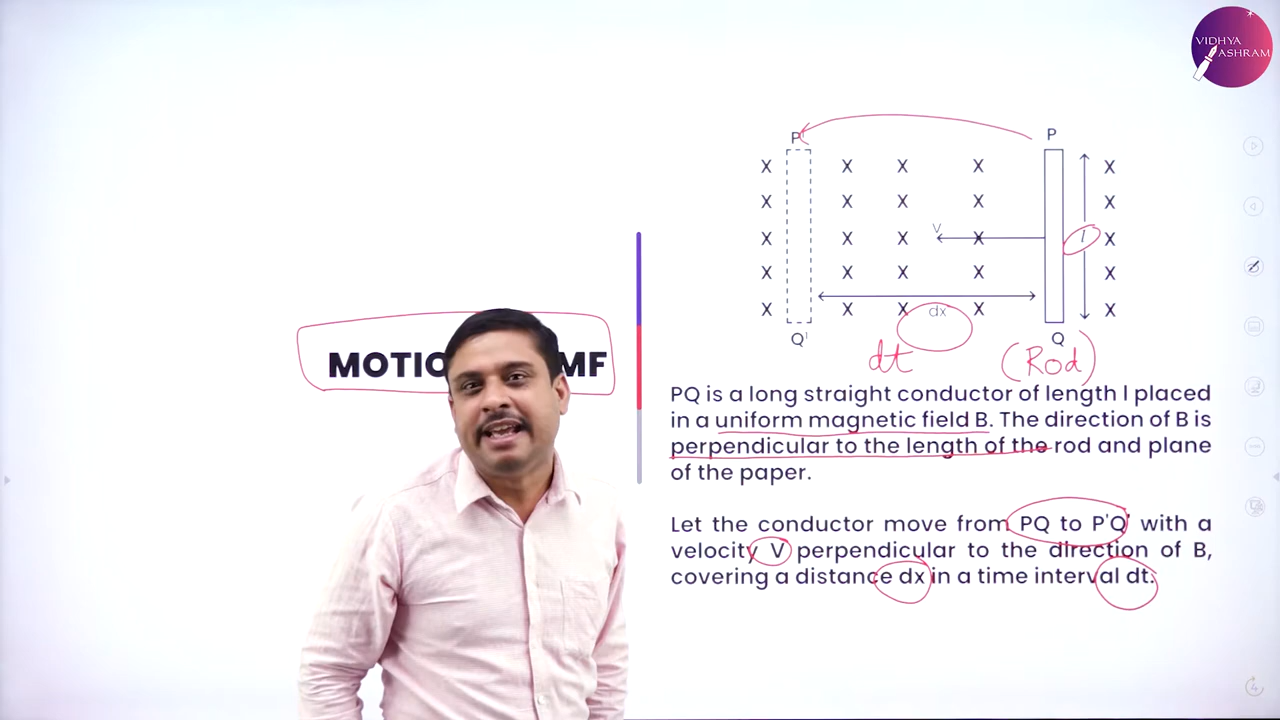 VIDHYA
ASHRAM
P' P
X X X X X
X X X X X
V
X X X X l X
X X X X X
X X X X X
dx
Q' Q
dt (Rod)
MOTIO MF
PQ is a long straight conductor of length l placed
in a uniform magnetic field B. The direction of B is
perpendicular to the length of the rod and plane
of the paper.
Let the conductor move from PQ to P'Q' with a
velocity V perpendicular to the direction of B,
covering a distance dx in a time interval dt.